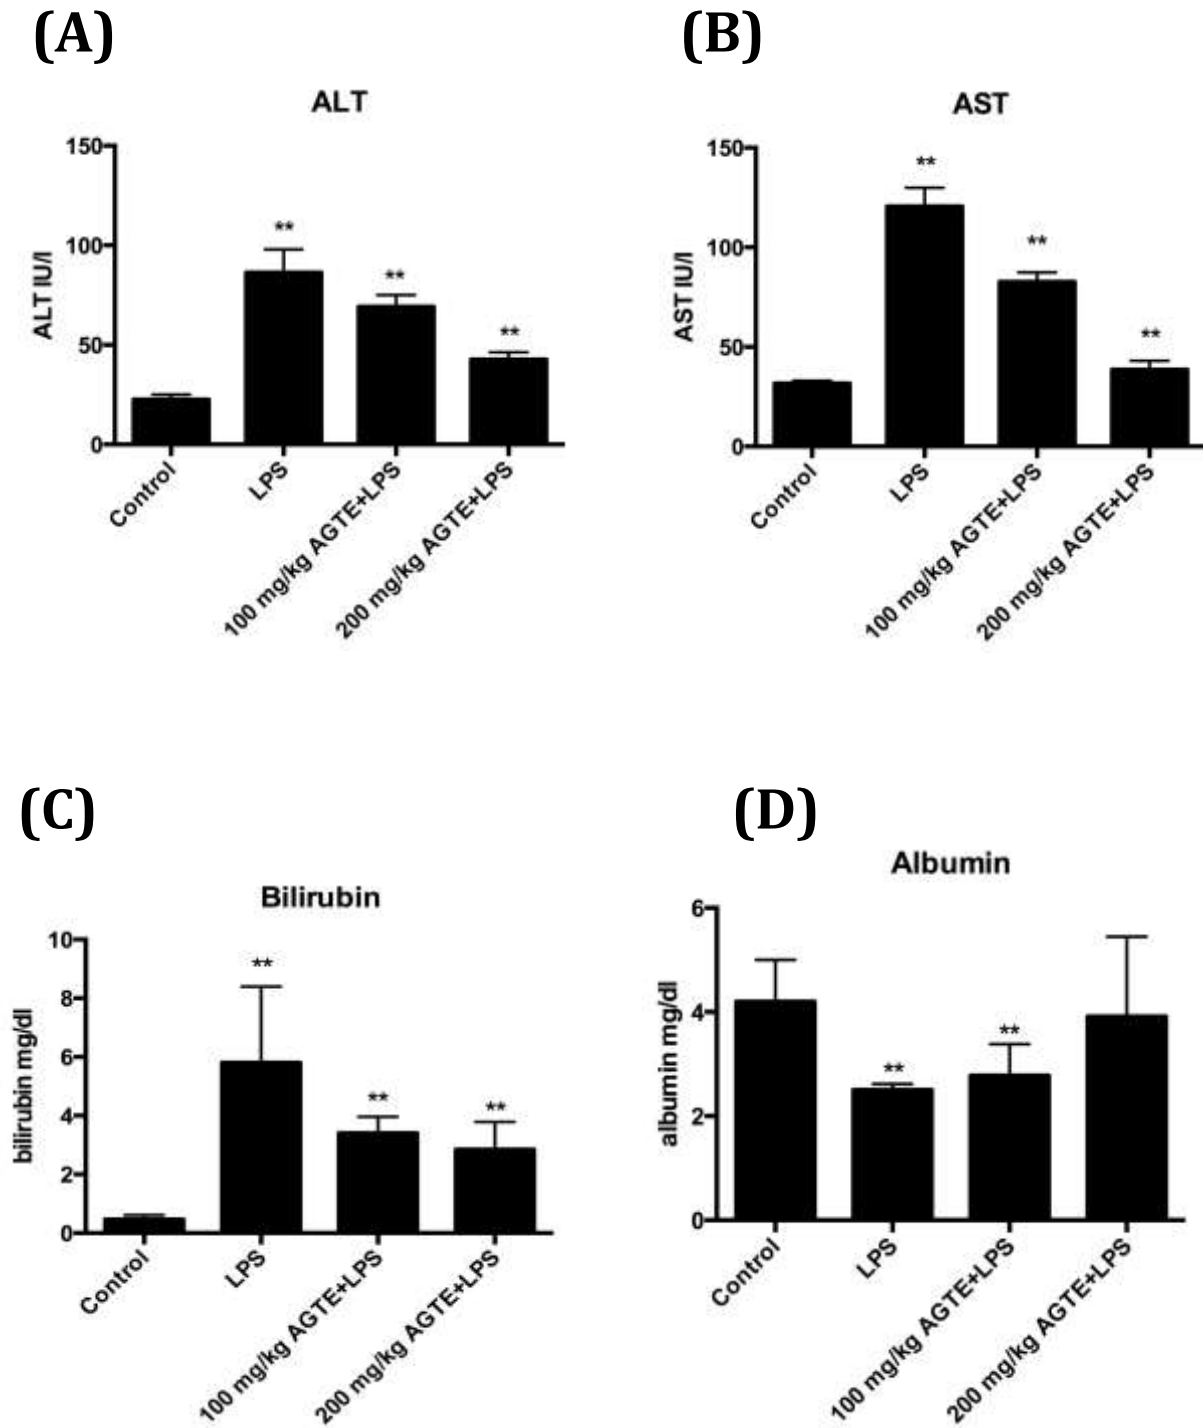 (A)
ALT
150
100
50
0
ALT IU/l
**
**
**
Control
LPS
100 mg/kg AGTE+LPS
200 mg/kg AGTE+LPS
(B)
AST
150
100
50
0
AST IU/l
**
**
**
Control
LPS
100 mg/kg AGTE+LPS
200 mg/kg AGTE+LPS
(C)
Bilirubin
10
8
6
4
2
0
bilirubin mg/dl
**
**
**
Control
LPS
100 mg/kg AGTE+LPS
200 mg/kg AGTE+LPS
(D)
Albumin
6
4
2
0
albumin mg/dl
**
**
Control
LPS
100 mg/kg AGTE+LPS
200 mg/kg AGTE+LPS